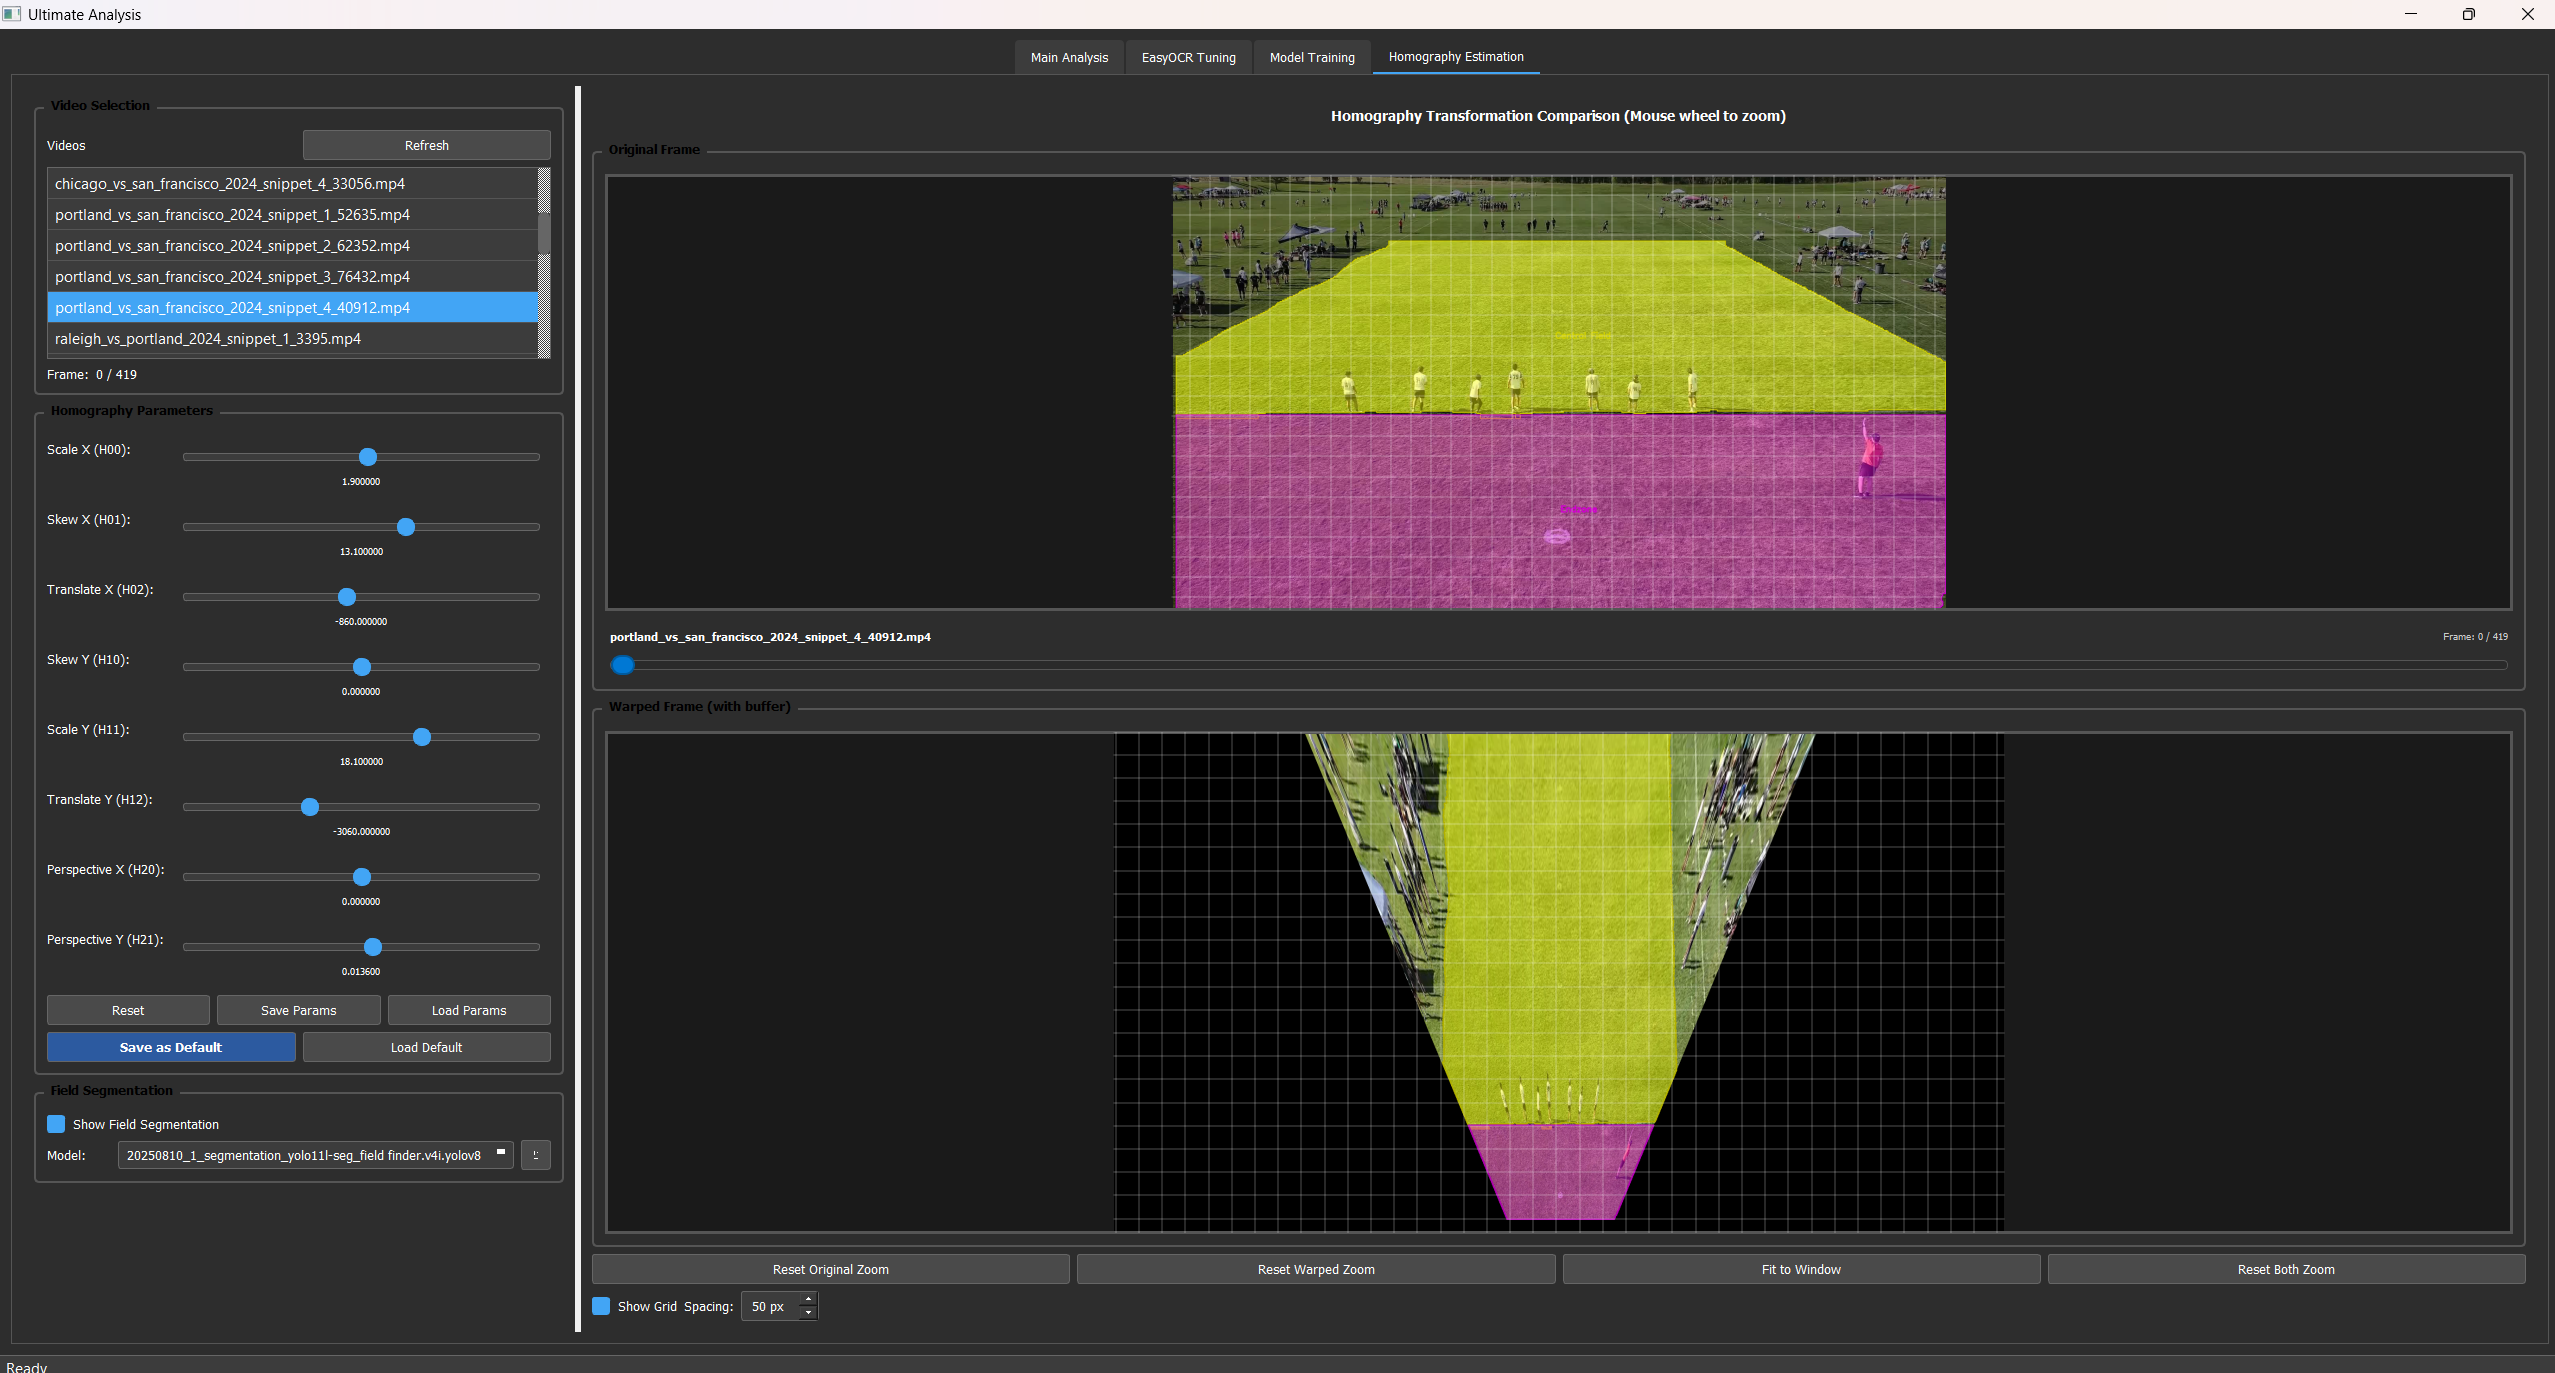 Ultimate Analysis
Main Analysis
EasyOCR Tuning
Model Training
Homography Estimation
Video Selection
Videos
Refresh
chicago_vs_san_francisco_2024_snippet_4_33056.mp4
portland_vs_san_francisco_2024_snippet_1_52635.mp4
portland_vs_san_francisco_2024_snippet_2_62352.mp4
portland_vs_san_francisco_2024_snippet_3_76432.mp4
portland_vs_san_francisco_2024_snippet_4_40912.mp4
raleigh_vs_portland_2024_snippet_1_3395.mp4
Frame: 0 / 419
Homography Parameters
Scale X (H00):
1.900000
Skew X (H01):
13.100000
Translate X (H02):
-860.000000
Skew Y (H10):
0.000000
Scale Y (H11):
18.100000
Translate Y (H12):
-3060.000000
Perspective X (H20):
0.000000
Perspective Y (H21):
0.013600
Reset
Save Params
Load Params
Save as Default
Load Default
Field Segmentation
Show Field Segmentation
Model: 20250810_1_segmentation_yolo11l-seg_field finder.v4i.yolov8
Homography Transformation Comparison (Mouse wheel to zoom)
Original Frame
portland_vs_san_francisco_2024_snippet_4_40912.mp4
Frame: 0 / 419
Warped Frame (with buffer)
Reset Original Zoom
Reset Warped Zoom
Fit to Window
Reset Both Zoom
Show Grid Spacing: 50 px
Ready